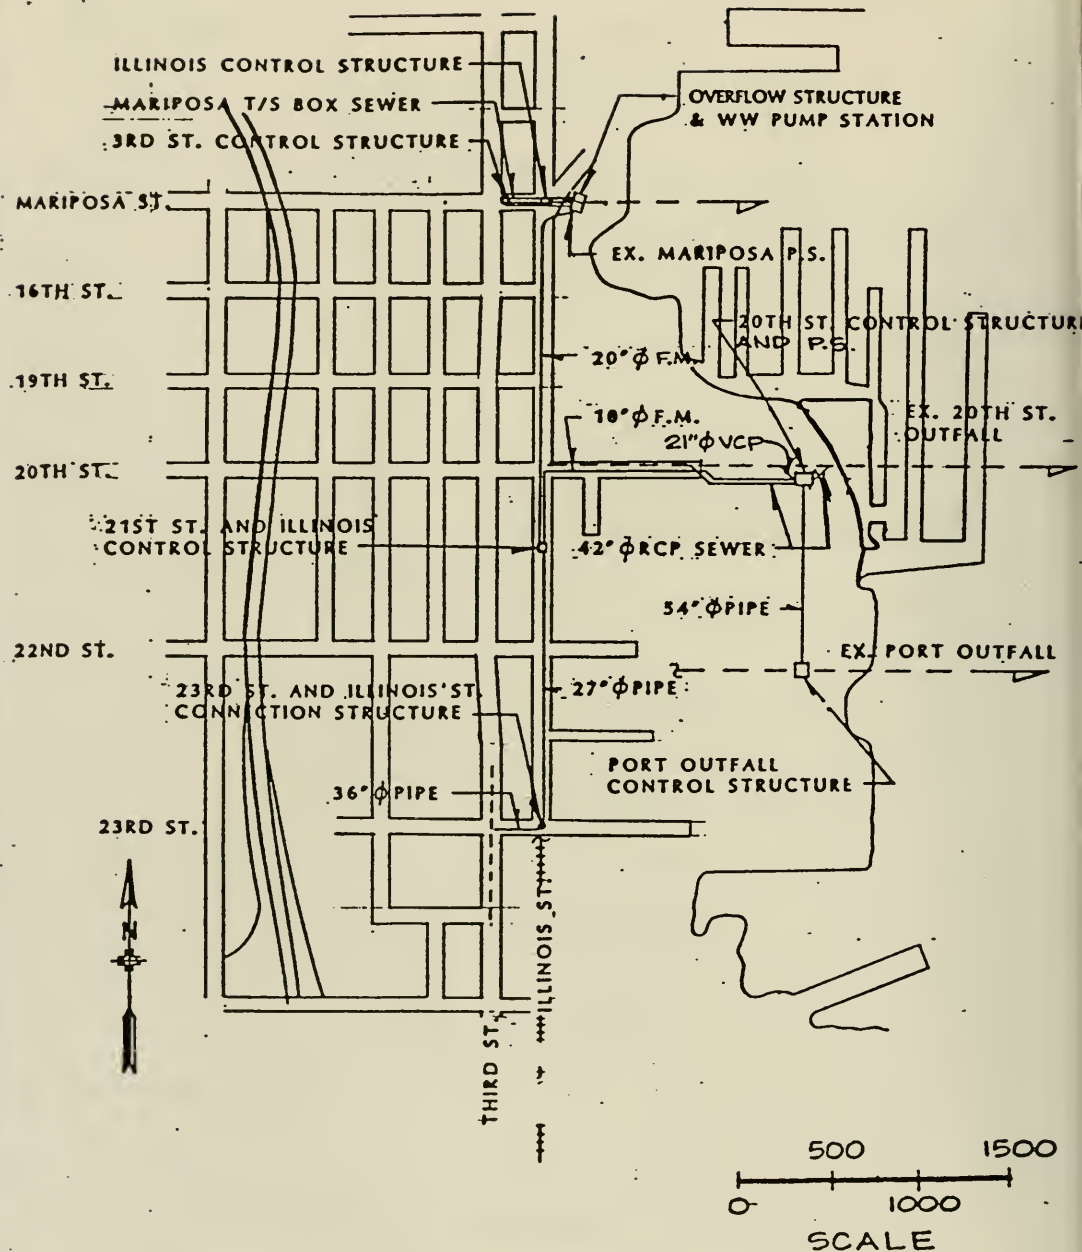 ILLINOIS CONTROL STRUCTURE
MARIPOSA T/S BOX SEWER
3RD ST. CONTROL STRUCTURE
OVERFLOW STRUCTURE
& WW PUMP STATION
MARIPOSA ST.
EX. MARIPOSA P.S.
16TH ST.
20TH ST. CONTROL STRUCTURE
AND P.S.
20" Ø F.M.
19TH ST.
18" Ø F.M.
EX. 20TH ST.
OUTFALL
21" Ø VCP
20TH ST.
21ST ST. AND ILLINOIS
CONTROL STRUCTURE
42" Ø RCP SEWER
54" Ø PIPE
22ND ST.
EX. PORT OUTFALL
23RD ST. AND ILLINOIS ST.
CONNECTION STRUCTURE
27" Ø PIPE
PORT OUTFALL
CONTROL STRUCTURE
36" Ø PIPE
23RD ST.
N
ILLINOIS ST.
THIRD ST.
500 1500
0 1000
SCALE